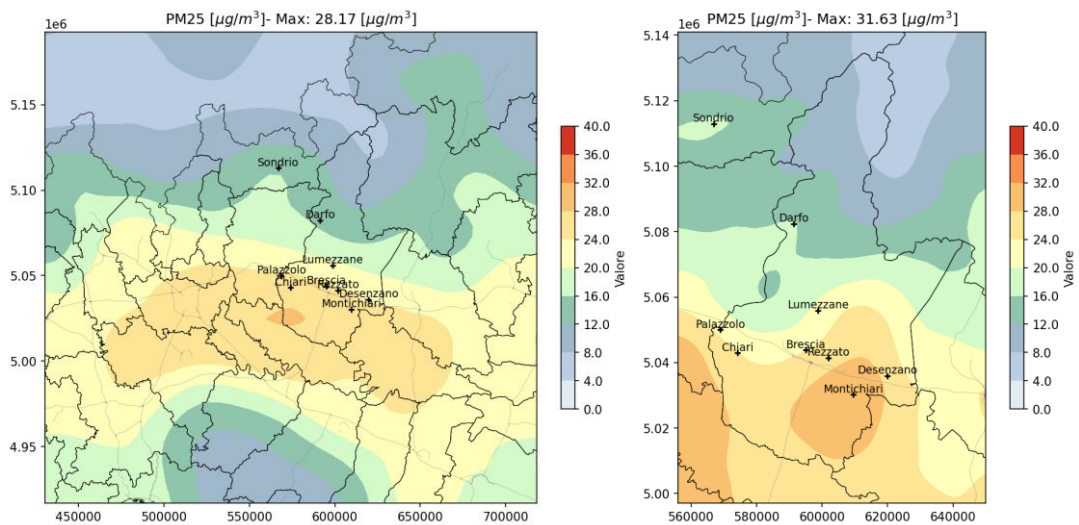 PM25 [μg/m³]- Max: 28.17 [μg/m³]
1e6
5.15
5.10
5.05
5.00
4.95
450000
500000
550000
600000
650000
700000
Sondrio
Darfo
Lumezzane
Palazzolo
Brescia
Chiari
Rezzato
Desenzano
Montichiari
40.0
36.0
32.0
28.0
24.0
20.0
16.0
12.0
8.0
4.0
0.0
Valore
PM25 [μg/m³]- Max: 31.63 [μg/m³]
1e6
5.14
5.12
5.10
5.08
5.06
5.04
5.02
5.00
560000
580000
600000
620000
640000
Sondrio
Darfo
Lumezzane
Palazzolo
Brescia
Chiari
Rezzato
Desenzano
Montichiari
40.0
36.0
32.0
28.0
24.0
20.0
16.0
12.0
8.0
4.0
0.0
Valore